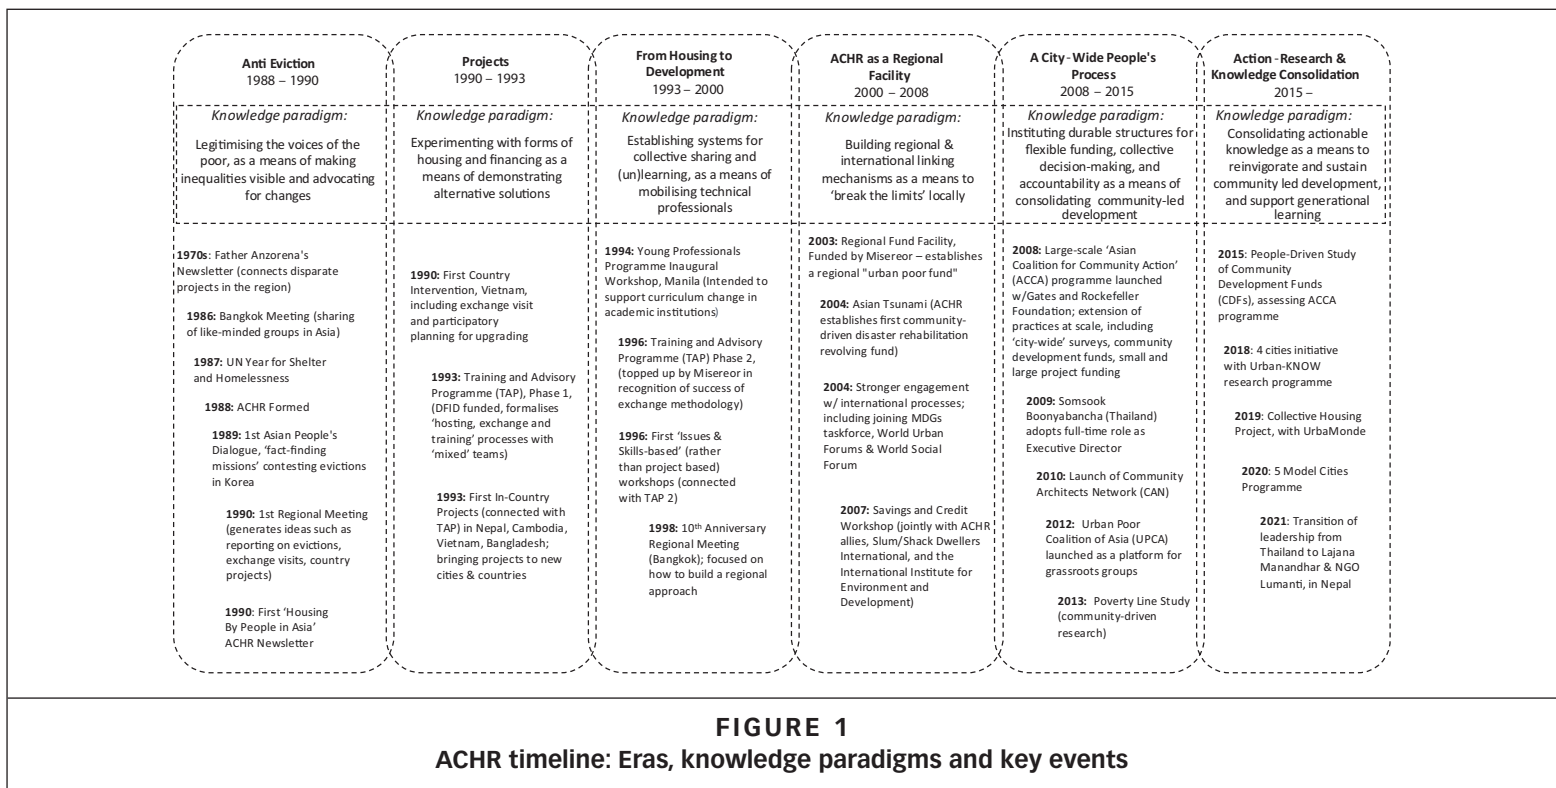 Anti Eviction
1988 – 1990
Knowledge paradigm:
Legitimising the voices of the
poor, as a means of making
inequalities visible and advocating
for changes
1970s: Father Anzorena's
Newsletter (connects disparate
projects in the region)
1986: Bangkok Meeting (sharing
of like-minded groups in Asia)
1987: UN Year for Shelter
and Homelessness
1988: ACHR Formed
1989: 1st Asian People's
Dialogue, ‘fact-finding
missions’ contesting evictions
in Korea
1990: 1st Regional Meeting
(generates ideas such as
reporting on evictions,
exchange visits, country
projects)
1990: First ‘Housing
By People in Asia’
ACHR Newsletter
Projects
1990 – 1993
Knowledge paradigm:
Experimenting with forms of
housing and financing as a
means of demonstrating
alternative solutions
1990: First Country
Intervention, Vietnam,
including exchange visit
and participatory
planning for upgrading
1993: Training and Advisory
Programme (TAP), Phase 1,
(DFID funded, formalises
‘hosting, exchange and
training’ processes with
‘mixed’ teams)
1993: First In-Country
Projects (connected with
TAP) in Nepal, Cambodia,
Vietnam, Bangladesh;
bringing projects to new
cities & countries
From Housing to
Development
1993 – 2000
Knowledge paradigm:
Establishing systems for
collective sharing and
(un)learning, as a means of
mobilising technical
professionals
1994: Young Professionals
Programme Inaugural
Workshop, Manila (Intended to
support curriculum change in
academic institutions)
1996: Training and Advisory
Programme (TAP) Phase 2,
(topped up by Misereor in
recognition of success of
exchange methodology)
1996: First ‘Issues &
Skills-based’ (rather
than project based)
workshops (connected
with TAP 2)
1998: 10th Anniversary
Regional Meeting
(Bangkok); focused on
how to build a regional
approach
ACHR as a Regional
Facility
2000 – 2008
Knowledge paradigm:
Building regional &
international linking
mechanisms as a means to
‘break the limits’ locally
2003: Regional Fund Facility,
Funded by Misereor – establishes
a regional "urban poor fund"
2004: Asian Tsunami (ACHR
establishes first community-
driven disaster rehabilitation
revolving fund)
2004: Stronger engagement
w/ international processes;
including joining MDGs
taskforce, World Urban
Forums & World Social
Forum
2007: Savings and Credit
Workshop (jointly with ACHR
allies, Slum/Shack Dwellers
International, and the
International Institute for
Environment and
Development)
A City-Wide People's
Process
2008 – 2015
Knowledge paradigm:
Instituting durable structures for
flexible funding, collective
decision-making, and
accountability as a means of
consolidating community-led
development
2008: Large-scale ‘Asian
Coalition for Community Action’
(ACCA) programme launched
w/Gates and Rockefeller
Foundation; extension of
practices at scale, including
‘city-wide’ surveys, community
development funds, small and
large project funding
2009: Somsook
Boonyabancha (Thailand)
adopts full-time role as
Executive Director
2010: Launch of Community
Architects Network (CAN)
2012: Urban Poor
Coalition of Asia (UPCA)
launched as a platform for
grassroots groups
2013: Poverty Line Study
(community-driven
research)
Action-Research &
Knowledge Consolidation
2015 –
Knowledge paradigm:
Consolidating actionable
knowledge as a means to
reinvigorate and sustain
community led development,
and support generational
learning
2015: People-Driven Study
of Community
Development Funds
(CDFs), assessing ACCA
programme
2018: 4 cities initiative
with Urban-KNOW
research programme
2019: Collective Housing
Project, with UrbaMonde
2020: 5 Model Cities
Programme
2021: Transition of
leadership from
Thailand to Lajana
Manandhar & NGO
Lumanti, in Nepal
FIGURE 1
ACHR timeline: Eras, knowledge paradigms and key events